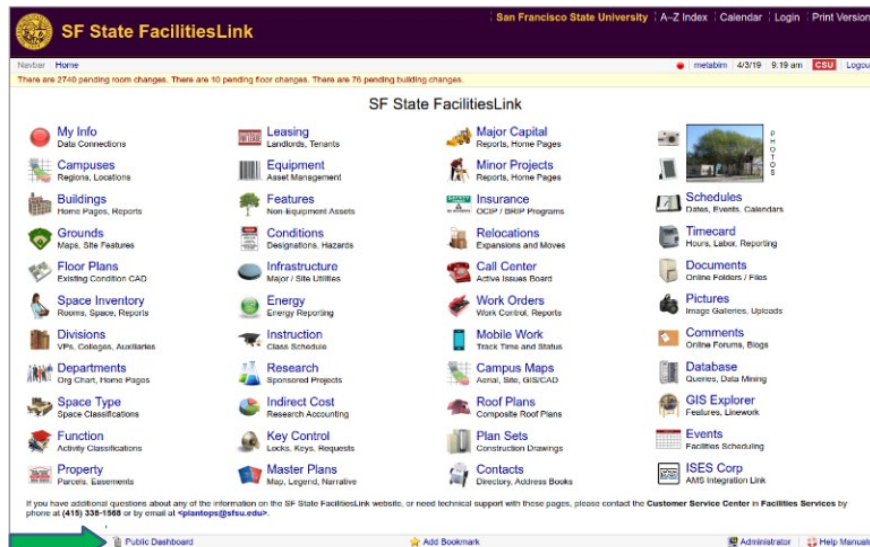 San Francisco State University A–Z Index Calendar Login Print Version
SF State FacilitiesLink
Navbar Home metabim 4/3/19 9:19 am CSU Logout
There are 2740 pending room changes. There are 10 pending floor changes. There are 76 pending building changes.
SF State FacilitiesLink
My Info
Data Connections
Campuses
Regions, Locations
Buildings
Home Pages, Reports
Grounds
Maps, Site Features
Floor Plans
Existing Condition CAD
Space Inventory
Rooms, Space, Reports
Divisions
VPs, Colleges, Auxiliaries
Departments
Org Chart, Home Pages
Space Type
Space Classifications
Function
Activity Classifications
Property
Parcels, Easements
Leasing
Landlords, Tenants
Equipment
Asset Management
Features
Non-Equipment Assets
Conditions
Designations, Hazards
Infrastructure
Major / Site Utilities
Energy
Energy Reporting
Instruction
Class Schedule
Research
Sponsored Projects
Indirect Cost
Research Accounting
Key Control
Locks, Keys, Requests
Master Plans
Map, Legend, Narrative
Major Capital
Reports, Home Pages
Minor Projects
Reports, Home Pages
Insurance
OCIP / BRIP Programs
Relocations
Expansions and Moves
Call Center
Active Issues Board
Work Orders
Work Control, Reports
Mobile Work
Track Time and Status
Campus Maps
Aerial, Site, GIS/CAD
Roof Plans
Composite Roof Plans
Plan Sets
Construction Drawings
Contacts
Directory, Address Books
PHOTOS
Schedules
Dates, Events, Calendars
Timecard
Hours, Labor, Reporting
Documents
Online Folders / Files
Pictures
Image Galleries, Uploads
Comments
Online Forums, Blogs
Database
Queries, Data Mining
GIS Explorer
Features, Linework
Events
Facilities Scheduling
ISES Corp
AMS Integration Link
If you have additional questions about any of the information on the SF State FacilitiesLink website, or need technical support with these pages, please contact the Customer Service Center in Facilities Services by
phone at (415) 338-1568 or by email at <plantops@sfsu.edu>.
Public Dashboard Add Bookmark Administrator Help Manuals